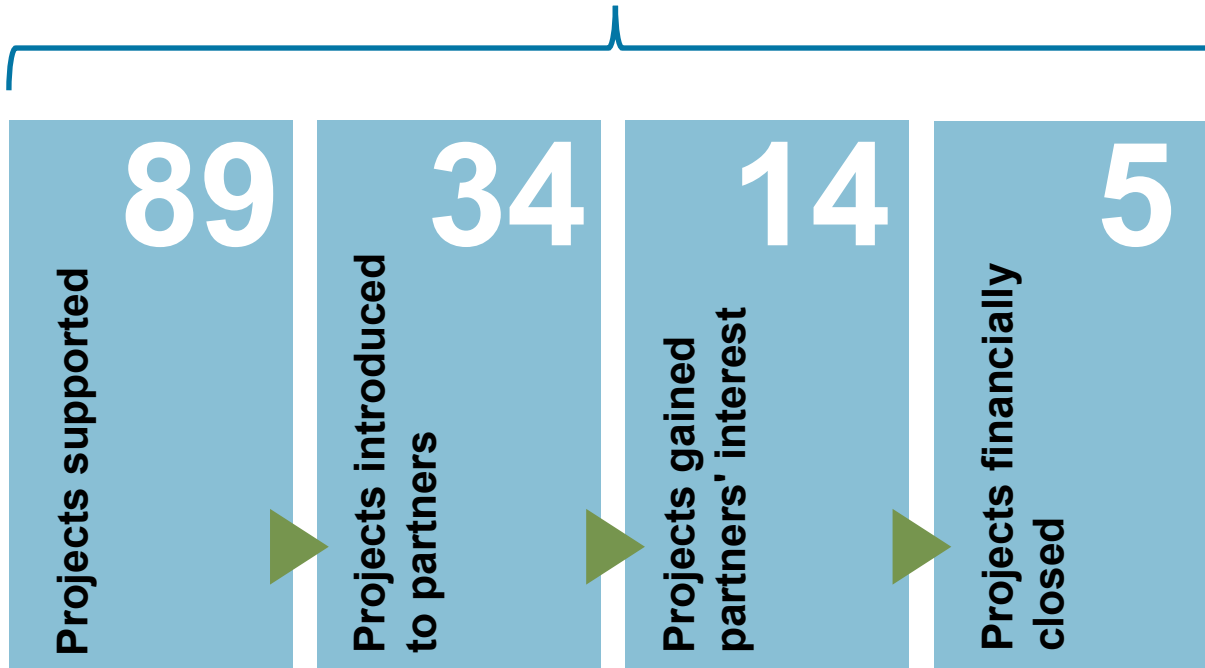 89
Projects supported
34
Projects introduced
to partners
14
Projects gained
partners' interest
5
Projects financially
closed